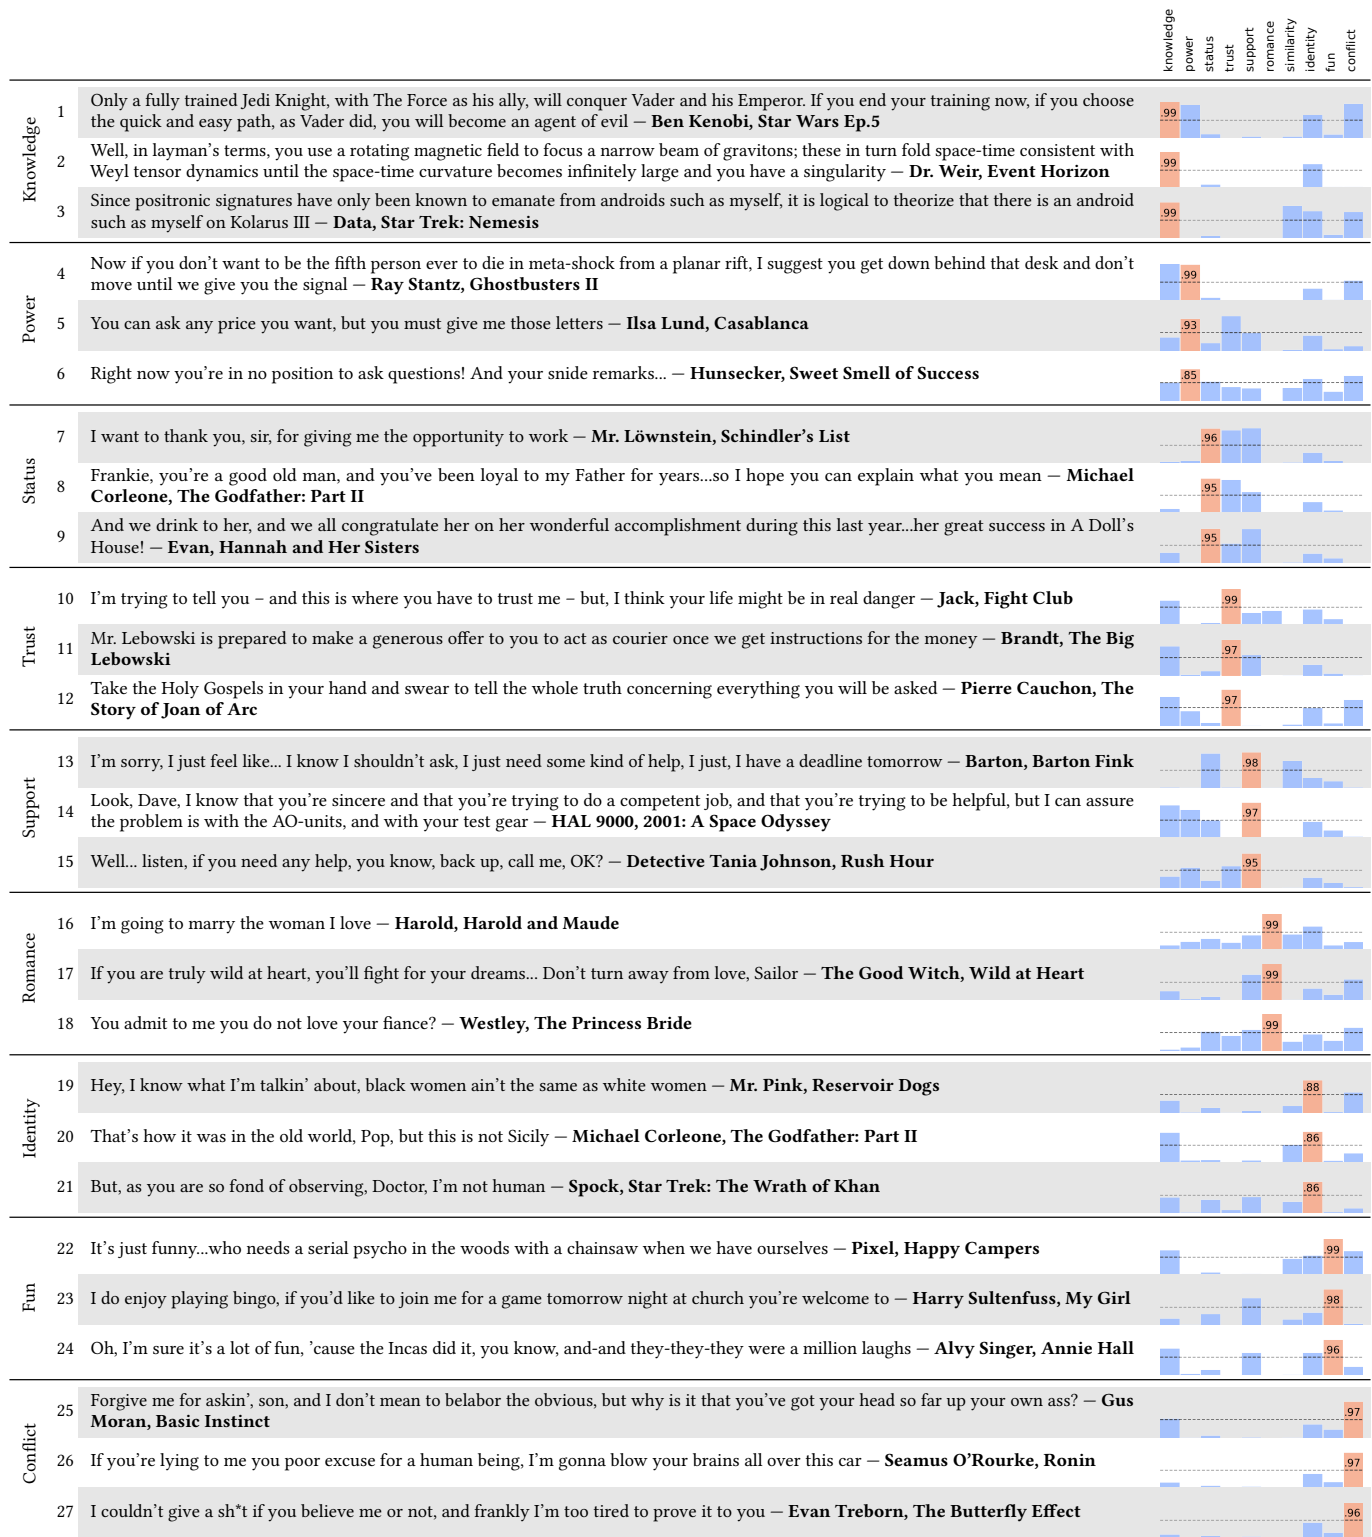 knowledge power status trust support romance similarity identity fun conflict
Knowledge
1 Only a fully trained Jedi Knight, with The Force as his ally, will conquer Vader and his Emperor. If you end your training now, if you choose
the quick and easy path, as Vader did, you will become an agent of evil — Ben Kenobi, Star Wars Ep.5 .99
2 Well, in layman's terms, you use a rotating magnetic field to focus a narrow beam of gravitons; these in turn fold space-time consistent with
Weyl tensor dynamics until the space-time curvature becomes infinitely large and you have a singularity — Dr. Weir, Event Horizon .99
3 Since positronic signatures have only been known to emanate from androids such as myself, it is logical to theorize that there is an android
such as myself on Kolarus III — Data, Star Trek: Nemesis .99
Power
4 Now if you don't want to be the fifth person ever to die in meta-shock from a planar rift, I suggest you get down behind that desk and don't
move until we give you the signal — Ray Stantz, Ghostbusters II .99
5 You can ask any price you want, but you must give me those letters — Ilsa Lund, Casablanca .93
6 Right now you're in no position to ask questions! And your snide remarks... — Hunsecker, Sweet Smell of Success .85
Status
7 I want to thank you, sir, for giving me the opportunity to work — Mr. Löwnstein, Schindler's List .96
8 Frankie, you're a good old man, and you've been loyal to my Father for years...so I hope you can explain what you mean — Michael
Corleone, The Godfather: Part II .95
9 And we drink to her, and we all congratulate her on her wonderful accomplishment during this last year...her great success in A Doll's
House! — Evan, Hannah and Her Sisters .95
Trust
10 I'm trying to tell you – and this is where you have to trust me – but, I think your life might be in real danger — Jack, Fight Club .99
11 Mr. Lebowski is prepared to make a generous offer to you to act as courier once we get instructions for the money — Brandt, The Big
Lebowski .97
12 Take the Holy Gospels in your hand and swear to tell the whole truth concerning everything you will be asked — Pierre Cauchon, The
Story of Joan of Arc .97
Support
13 I'm sorry, I just feel like... I know I shouldn't ask, I just need some kind of help, I just, I have a deadline tomorrow — Barton, Barton Fink .98
14 Look, Dave, I know that you're sincere and that you're trying to do a competent job, and that you're trying to be helpful, but I can assure
the problem is with the AO-units, and with your test gear — HAL 9000, 2001: A Space Odyssey .97
15 Well... listen, if you need any help, you know, back up, call me, OK? — Detective Tania Johnson, Rush Hour .95
Romance
16 I'm going to marry the woman I love — Harold, Harold and Maude .99
17 If you are truly wild at heart, you'll fight for your dreams... Don't turn away from love, Sailor — The Good Witch, Wild at Heart .99
18 You admit to me you do not love your fiance? — Westley, The Princess Bride .99
Identity
19 Hey, I know what I'm talkin' about, black women ain't the same as white women — Mr. Pink, Reservoir Dogs .88
20 That's how it was in the old world, Pop, but this is not Sicily — Michael Corleone, The Godfather: Part II .86
21 But, as you are so fond of observing, Doctor, I'm not human — Spock, Star Trek: The Wrath of Khan .86
Fun
22 It's just funny...who needs a serial psycho in the woods with a chainsaw when we have ourselves — Pixel, Happy Campers .99
23 I do enjoy playing bingo, if you'd like to join me for a game tomorrow night at church you're welcome to — Harry Sultenfuss, My Girl .98
24 Oh, I'm sure it's a lot of fun, 'cause the Incas did it, you know, and-and they-they-they were a million laughs — Alvy Singer, Annie Hall .96
Conflict
25 Forgive me for askin', son, and I don't mean to belabor the obvious, but why is it that you've got your head so far up your own ass? — Gus
Moran, Basic Instinct .97
26 If you're lying to me you poor excuse for a human being, I'm gonna blow your brains all over this car — Seamus O'Rourke, Ronin .97
27 I couldn't give a sh*t if you believe me or not, and frankly I'm too tired to prove it to you — Evan Treborn, The Butterfly Effect .96